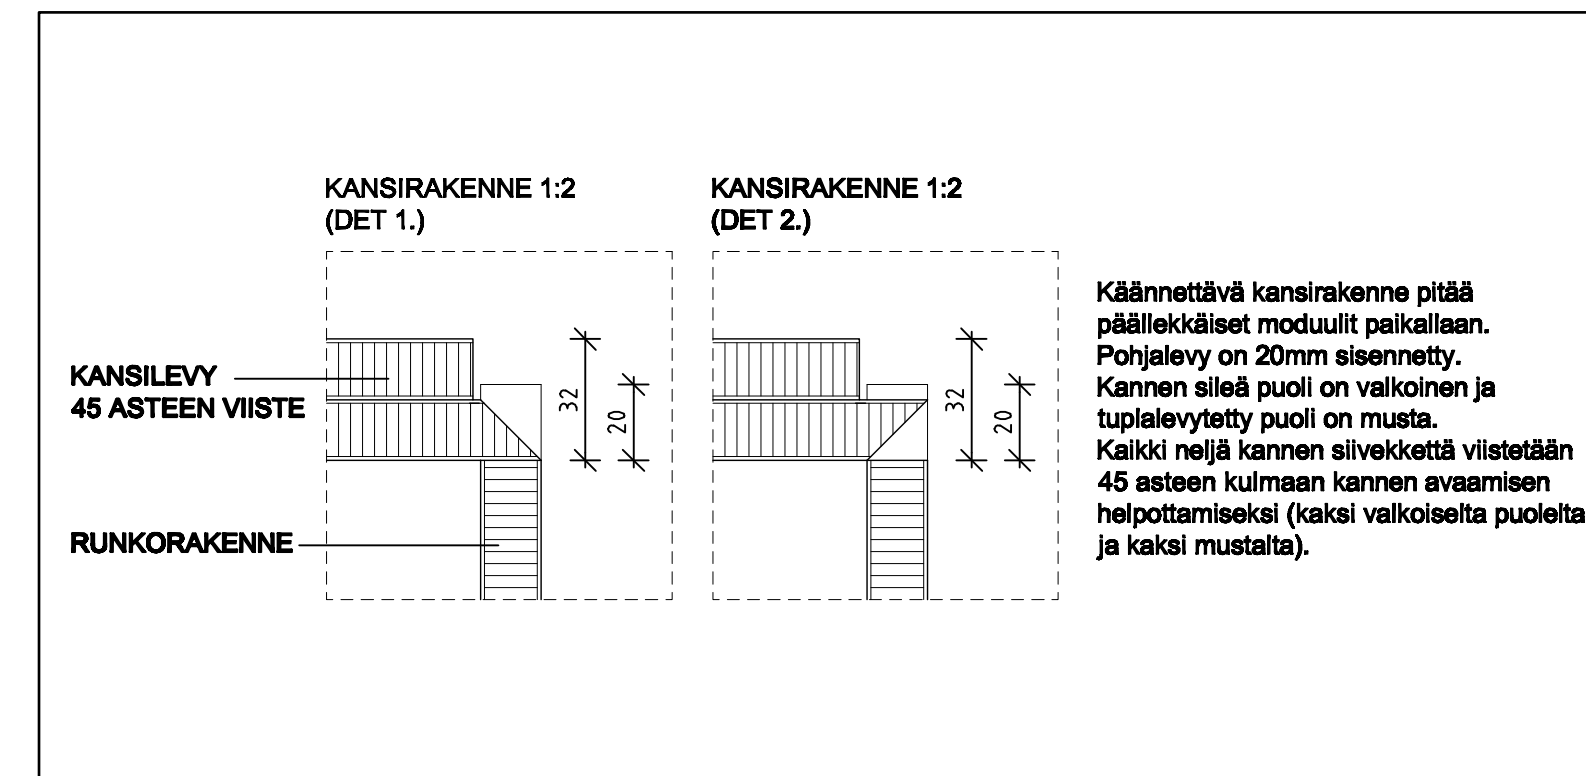 KANSIRAKENNE 1:2
(DET 1.)
KANSIRAKENNE 1:2
(DET 2.)
KANSILEVY
45 ASTEEN VIISTE
RUNKORAKENNE
32
20
32
20
Käännettävä kansirakenne pitää
päällekkäiset moduulit paikallaan.
Pohjalevy on 20mm sisennetty.
Kannen sileä puoli on valkoinen ja
tuplalevytetty puoli on musta.
Kaikki neljä kannen siivekkettä viistetään
45 asteen kulmaan kannen avaamisen
helpottamiseksi (kaksi valkoiselta puolelta
ja kaksi mustalta).